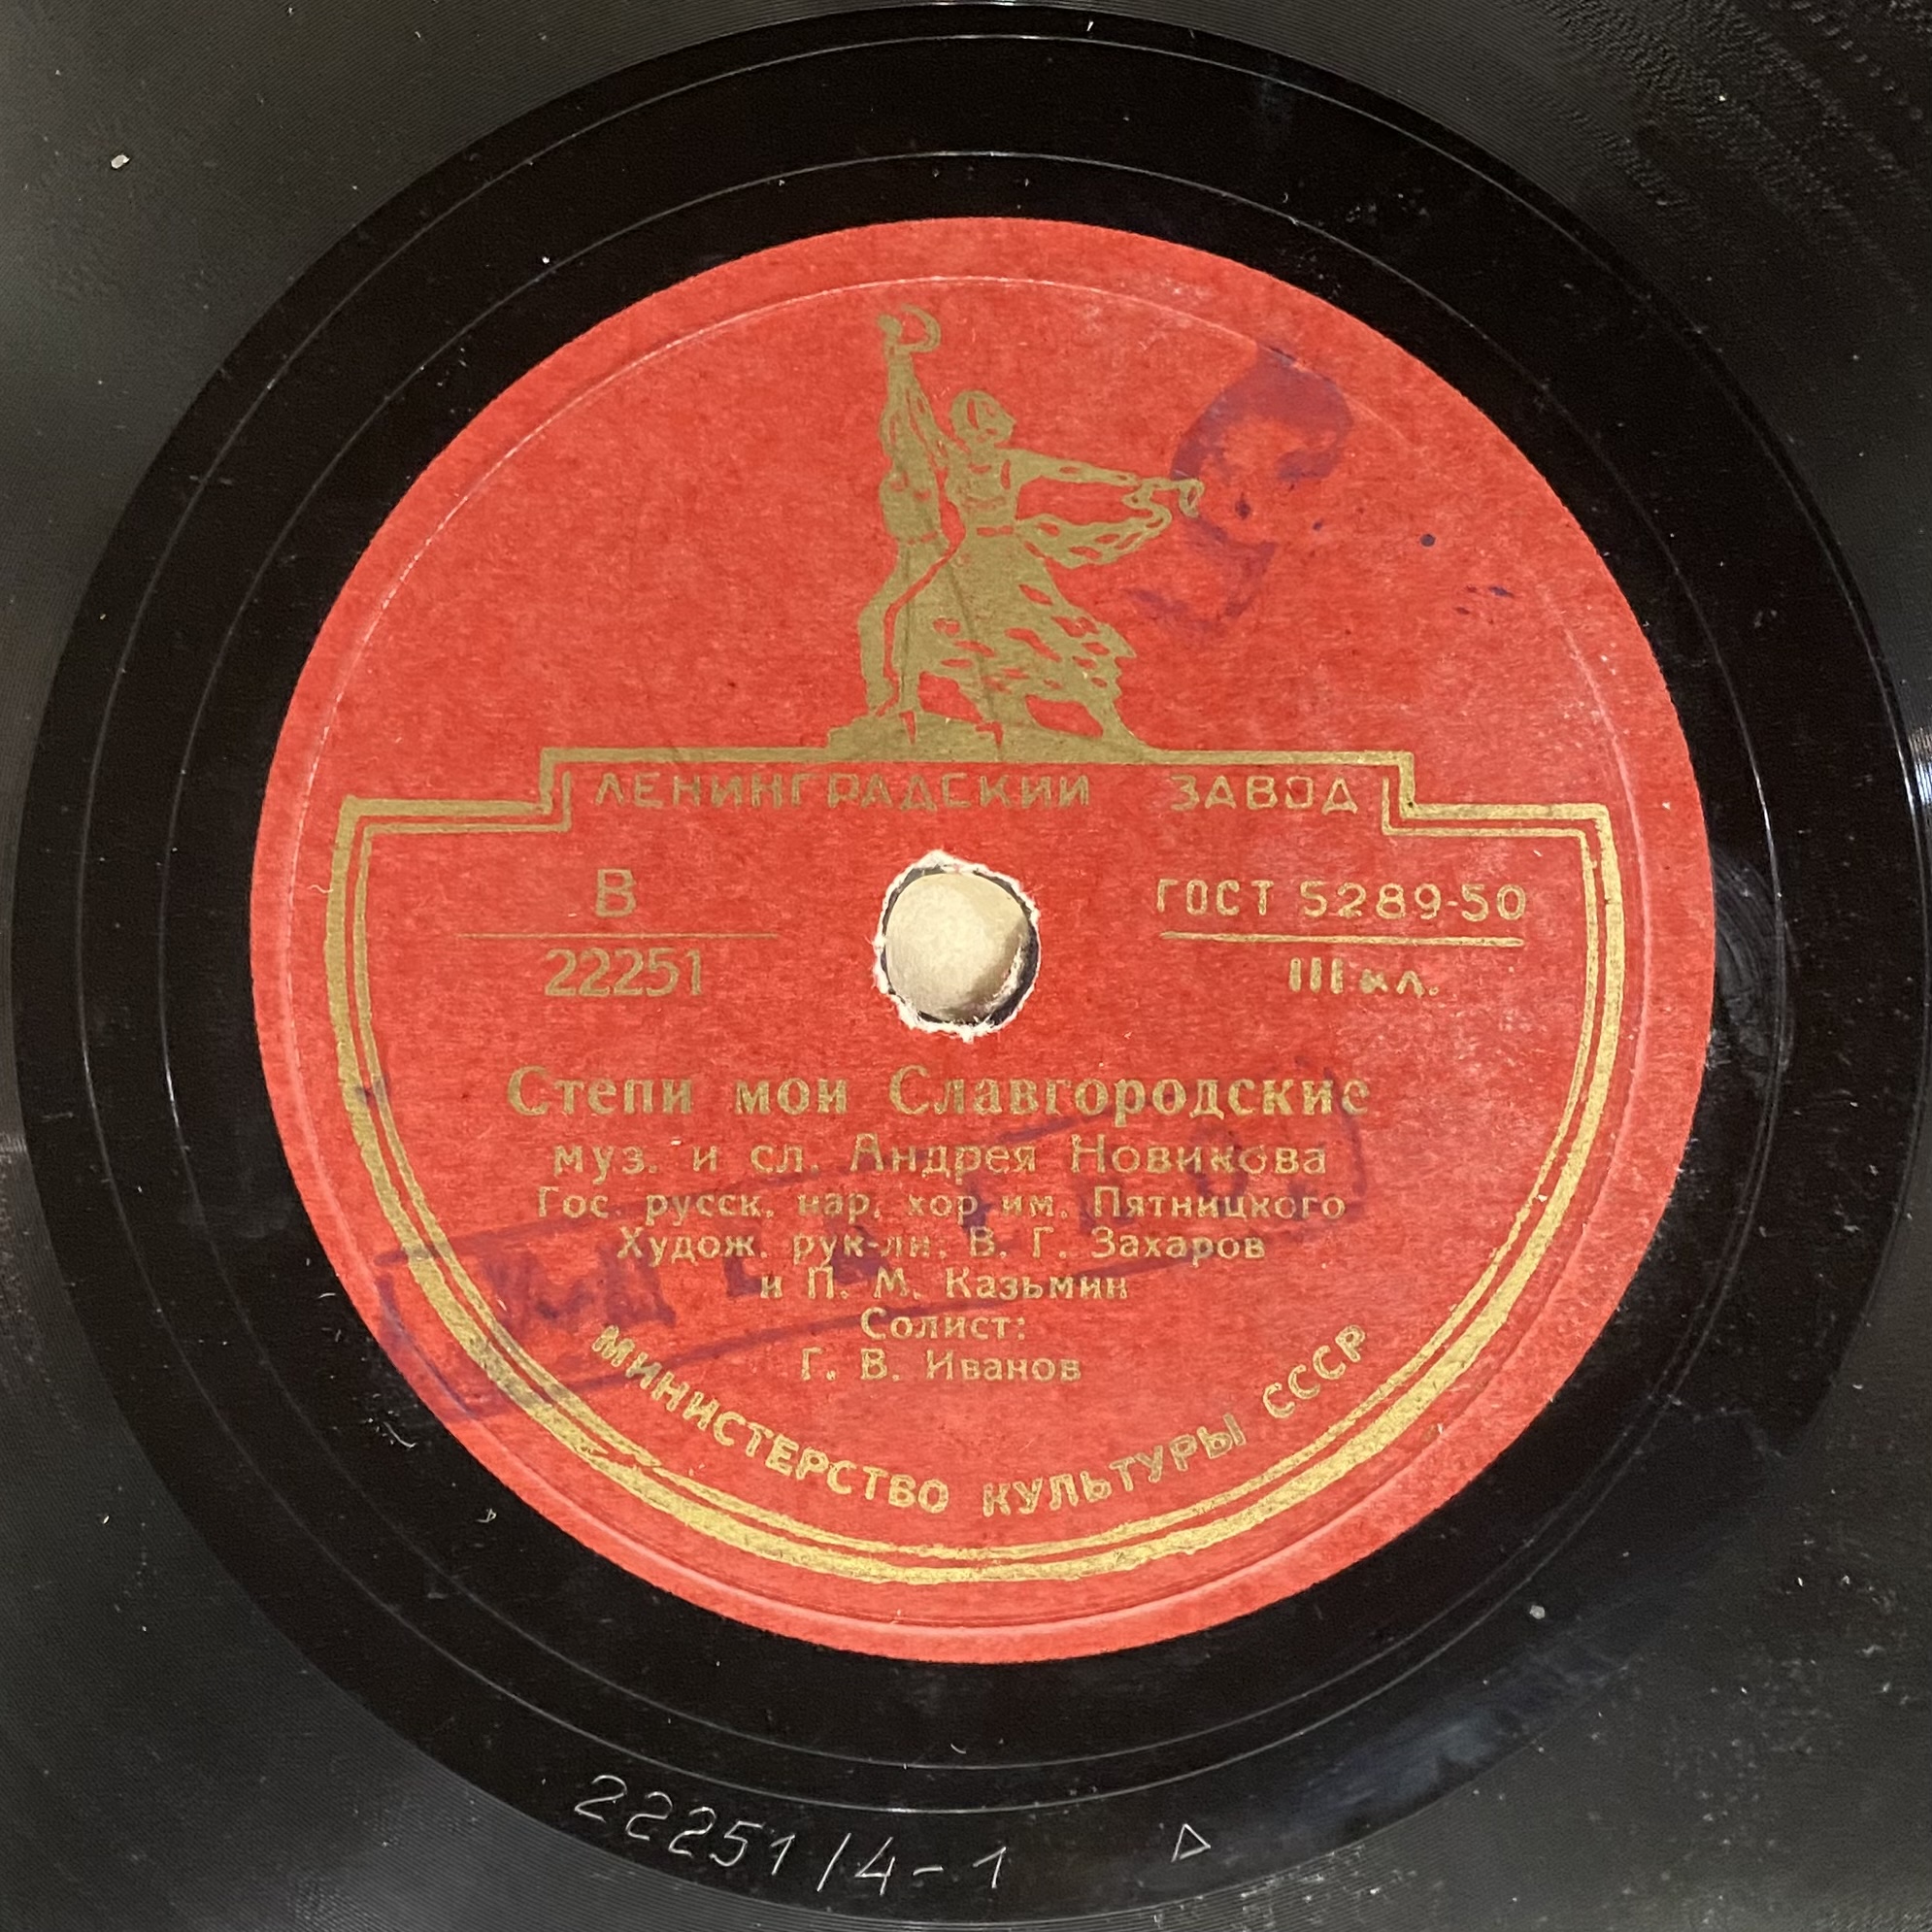 ЛЕНИНГРАДСКИЙ ЗАВОД
В
22251
ГОСТ 5289-50
III кл.
Степи мои Славгородские
муз. и сл. Андрея Новикова
Гос. русск. нар. хор им. Пятницкого
Худож. рук-ли: В. Г. Захаров
и П. М. Казьмин
Солист:
Г. В. Иванов
МИНИСТЕРСТВО КУЛЬТУРЫ СССР
22251/4-1 Δ